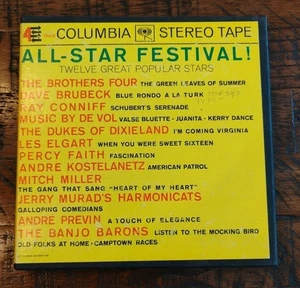 4 TRACK COLUMBIA STEREO TAPE
ALL-STAR FESTIVAL!
TWELVE GREAT POPULAR STARS
THE BROTHERS FOUR THE GREEN LEAVES OF SUMMER
DAVE BRUBECK BLUE RONDO A LA TURK
RAY CONNIFF SCHUBERT'S SERENADE
MUSIC BY DE VOL VALSE BLUETTE · JUANITA · KERRY DANCE
THE DUKES OF DIXIELAND I'M COMING VIRGINIA
LES ELGART WHEN YOU WERE SWEET SIXTEEN
PERCY FAITH FASCINATION
ANDRE KOSTELANETZ AMERICAN PATROL
MITCH MILLER
THE GANG THAT SANG "HEART OF MY HEART"
JERRY MURAD'S HARMONICATS
GALLOPING COMEDIANS
ANDRE PREVIN A TOUCH OF ELEGANCE
THE BANJO BARONS LISTEN TO THE MOCKING BIRD
OLD FOLKS AT HOME · CAMPTOWN RACES